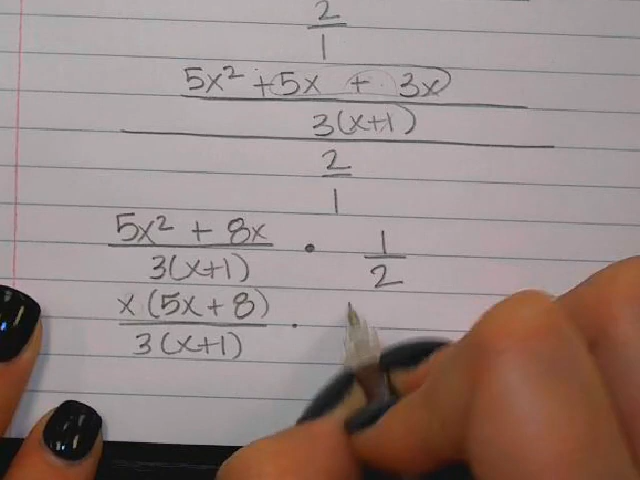 2
1
5x² + 5x + 3x
3(x+1)
2
1
5x² + 8x · 1
3(x+1) 2
x (5x + 8) ·
3(x+1)